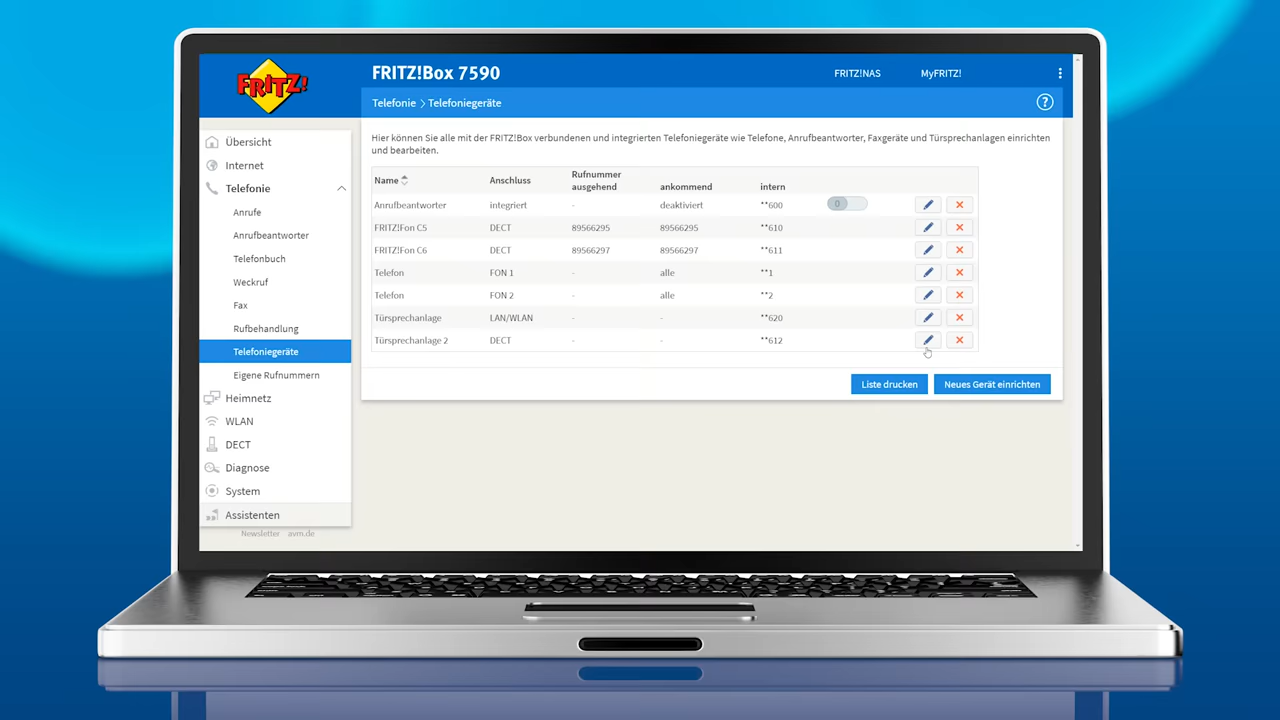 FRITZ!
FRITZ!Box 7590
FRITZ!NAS MyFRITZ!
Telefonie > Telefoniegeräte ?
Übersicht
Internet
Telefonie
Anrufe
Anrufbeantworter
Telefonbuch
Weckruf
Fax
Rufbehandlung
Telefoniegeräte
Eigene Rufnummern
Heimnetz
WLAN
DECT
Diagnose
System
Assistenten
Newsletter avm.de
Hier können Sie alle mit der FRITZ!Box verbundenen und integrierten Telefoniegeräte wie Telefone, Anrufbeantworter, Faxgeräte und Türsprechanlagen einrichten
und bearbeiten.
Name Anschluss Rufnummer ausgehend ankommend intern
Anrufbeantworter integriert - deaktiviert **600 0
FRITZ!Fon C5 DECT 89566295 89566295 **610
FRITZ!Fon C6 DECT 89566297 89566297 **611
Telefon FON 1 - alle **1
Telefon FON 2 - alle **2
Türsprechanlage LAN/WLAN - - **620
Türsprechanlage 2 DECT - - **612
Liste drucken Neues Gerät einrichten